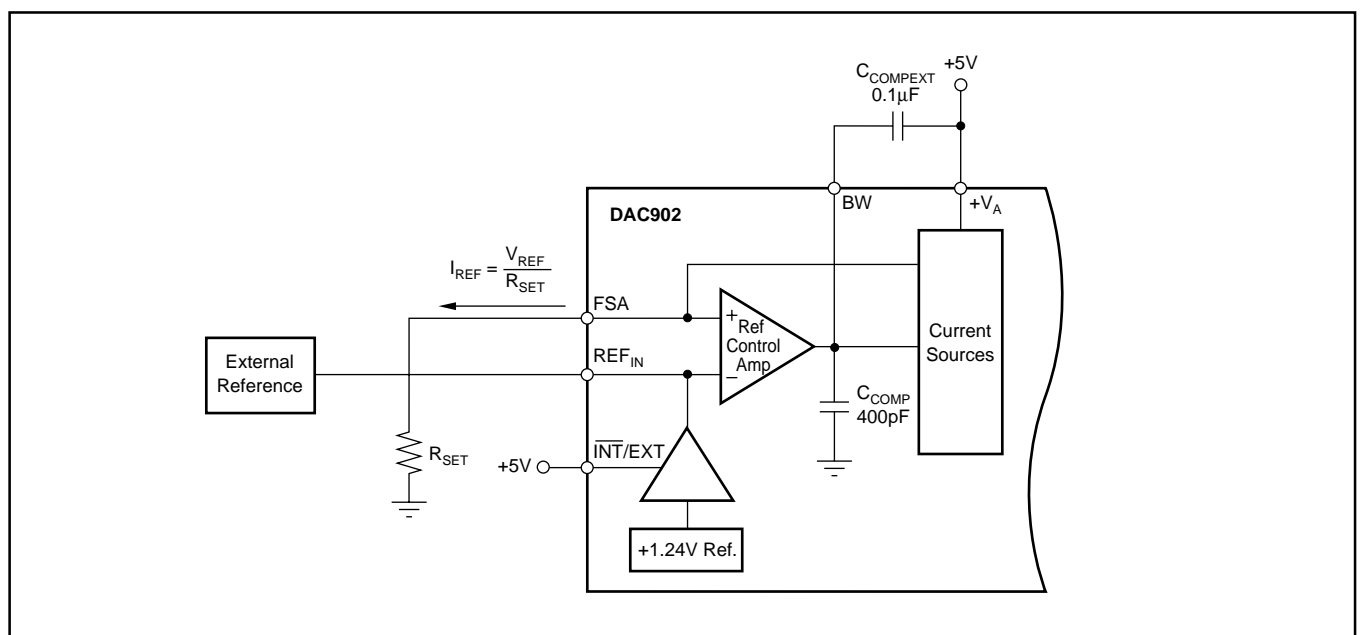 +5V
C_COMPEXT
0.1μF
BW
+V_A
DAC902
I_REF = V_REF / R_SET
FSA
+
Ref
Control
Amp
−
Current
Sources
External
Reference
REF_IN
C_COMP
400pF
R_SET
+5V
I̅N̅T̅/EXT
+1.24V Ref.